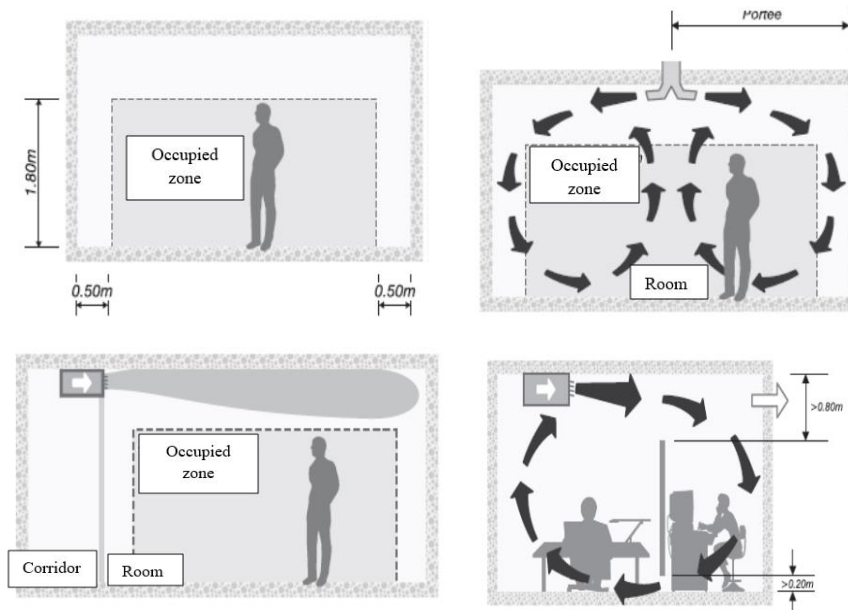 Occupied
zone
1.80m
0.50m
0.50m
Portee
Occupied
zone
Room
Occupied
zone
Corridor
Room
>0.80m
>0.20m